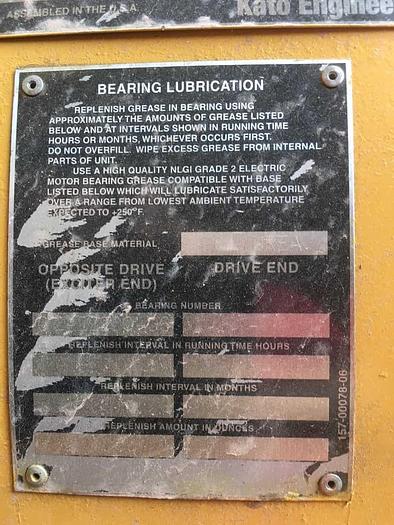 ASSEMBLED IN THE U.S.A.
Kato Enginee
BEARING LUBRICATION
REPLENISH GREASE IN BEARING USING
APPROXIMATELY THE AMOUNTS OF GREASE LISTED
BELOW AND AT INTERVALS SHOWN IN RUNNING TIME
HOURS OR MONTHS, WHICHEVER OCCURS FIRST.
DO NOT OVERFILL. WIPE EXCESS GREASE FROM INTERNAL
PARTS OF UNIT.
USE A HIGH QUALITY NLGI GRADE 2 ELECTRIC
MOTOR BEARING GREASE COMPATIBLE WITH BASE
LISTED BELOW WHICH WILL LUBRICATE SATISFACTORILY
OVER A RANGE FROM LOWEST AMBIENT TEMPERATURE
EXPECTED TO +250°F.
GREASE BASE MATERIAL
OPPOSITE DRIVE
(EXCITER END)
DRIVE END
BEARING NUMBER
REPLENISH INTERVAL IN RUNNING TIME HOURS
REPLENISH INTERVAL IN MONTHS
REPLENISH AMOUNT IN OUNCES
157-00078-06